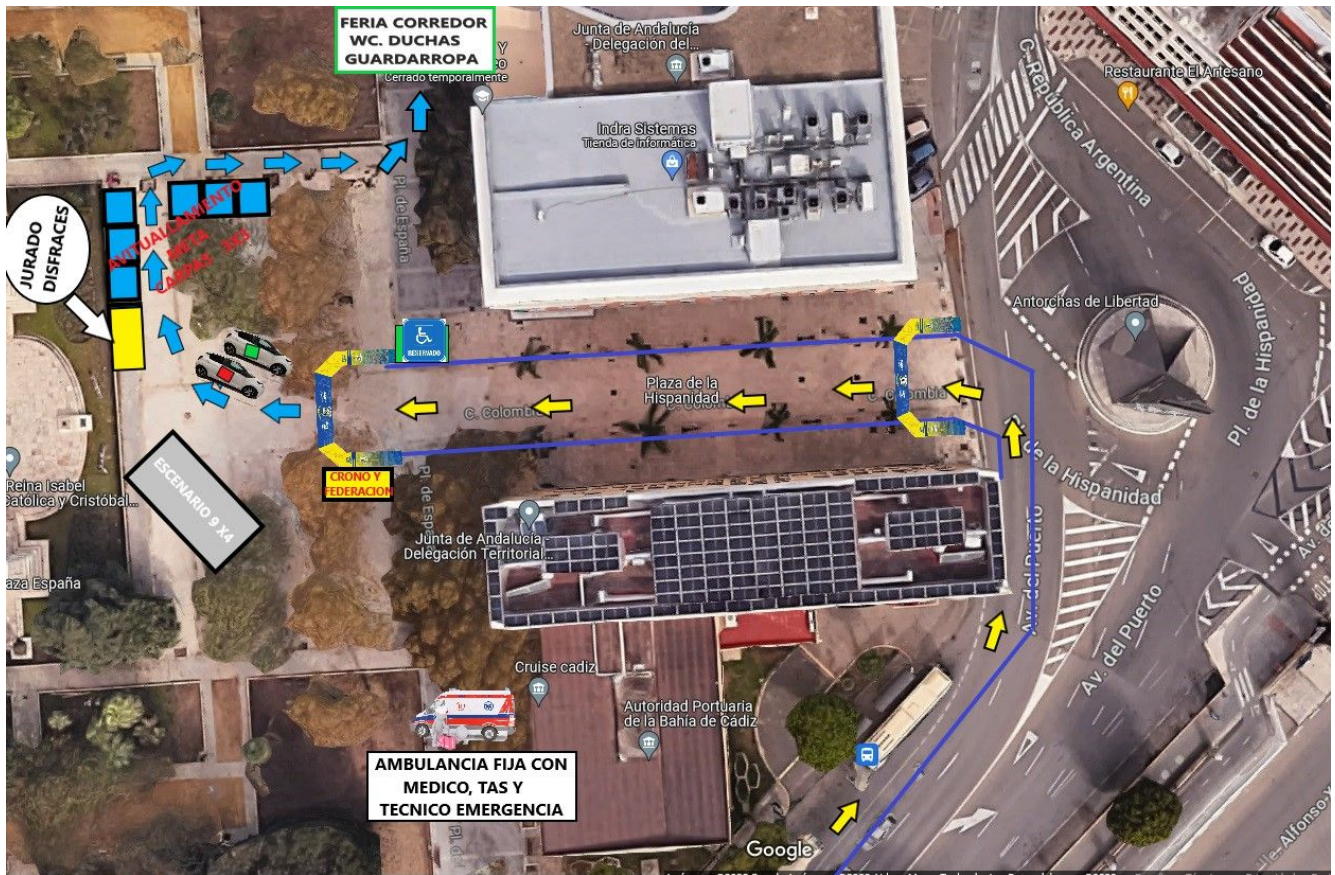 FERIA CORREDOR
WC. DUCHAS
GUARDARROPA
Y
Cerrado temporalmente
Junta de Andalucía
- Delegación del...
C. República Argentina
Restaurante El Artesano
Indra Sistemas
Tienda de informática
Pl. de España
JURADO
DISFRACES
AVITUALLAMIENTO
META
CARPAS 3X3
Antorchas de Libertad
Pl. de la Hispanidad
RESERVADO
Plaza de la
Hispanidad
C. Colombia
C. Colombia
de la Hispanidad
CRONO Y
FEDERACION
ESCENARIO 9 X4
Reina Isabel
Católica y Cristóbal...
Pl. de España
Junta de Andalucía -
Delegación Territorial...
aza España
Av. del Puerto
Av. del Puerto
Cruise cadiz
Autoridad Portuaria
de la Bahía de Cádiz
AMBULANCIA FIJA CON
MEDICO, TAS Y
TECNICO EMERGENCIA
Google